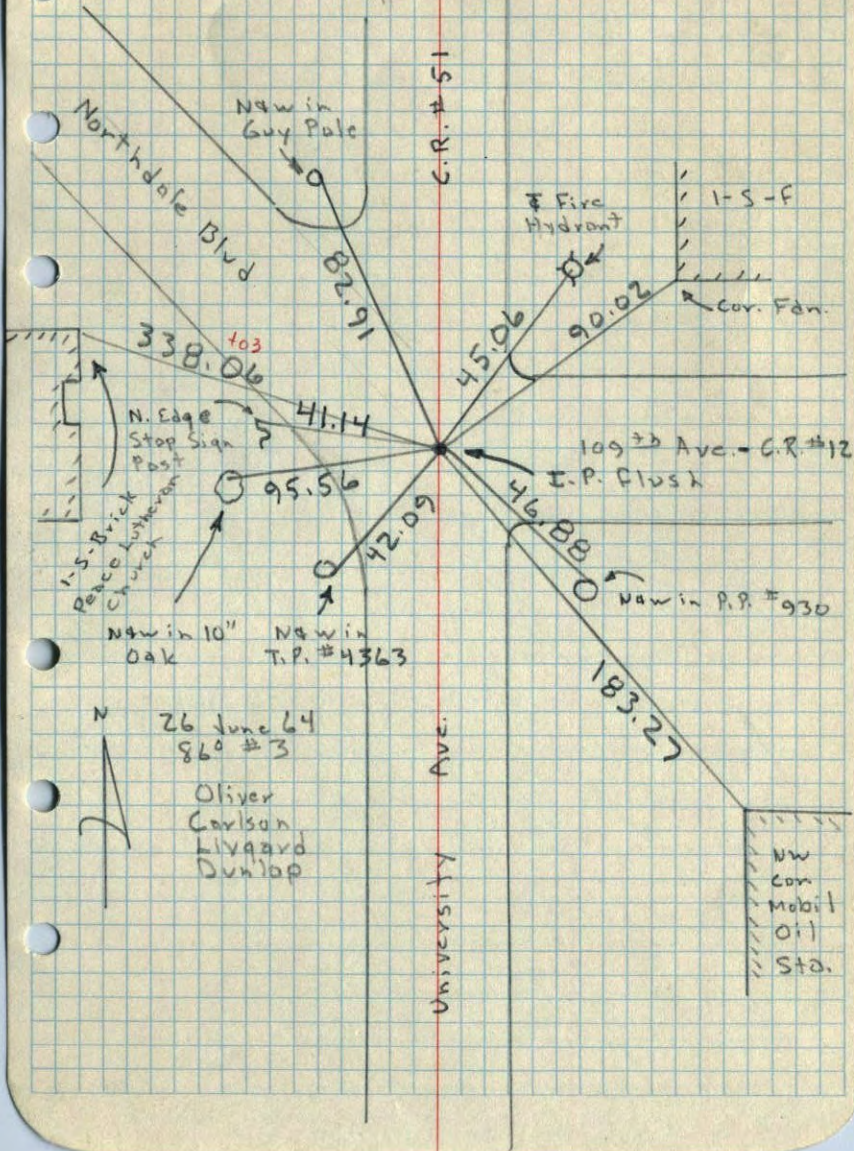 C.R. #51
Northdale Blvd
N&W in
Guy Pole
82.91
℄ Fire
Hydrant
45.06
1-S-F
90.02
Cor. Fdn.
338.06
+03
N. Edge
Stop Sign
Post
41.14
1-S-Brick
Peace Lutheran
Church
95.56
42.09
109th Ave. - C.R. #12
I.P. Flush
46.88
N&W in P.P. #930
N&W in 10"
Oak
N&W in
T.P. #4363
183.27
N
26 June 64
86° #3
Oliver
Carlson
Livgard
Dunlap
University Ave.
NW
Cor
Mobil
Oil
Sta.